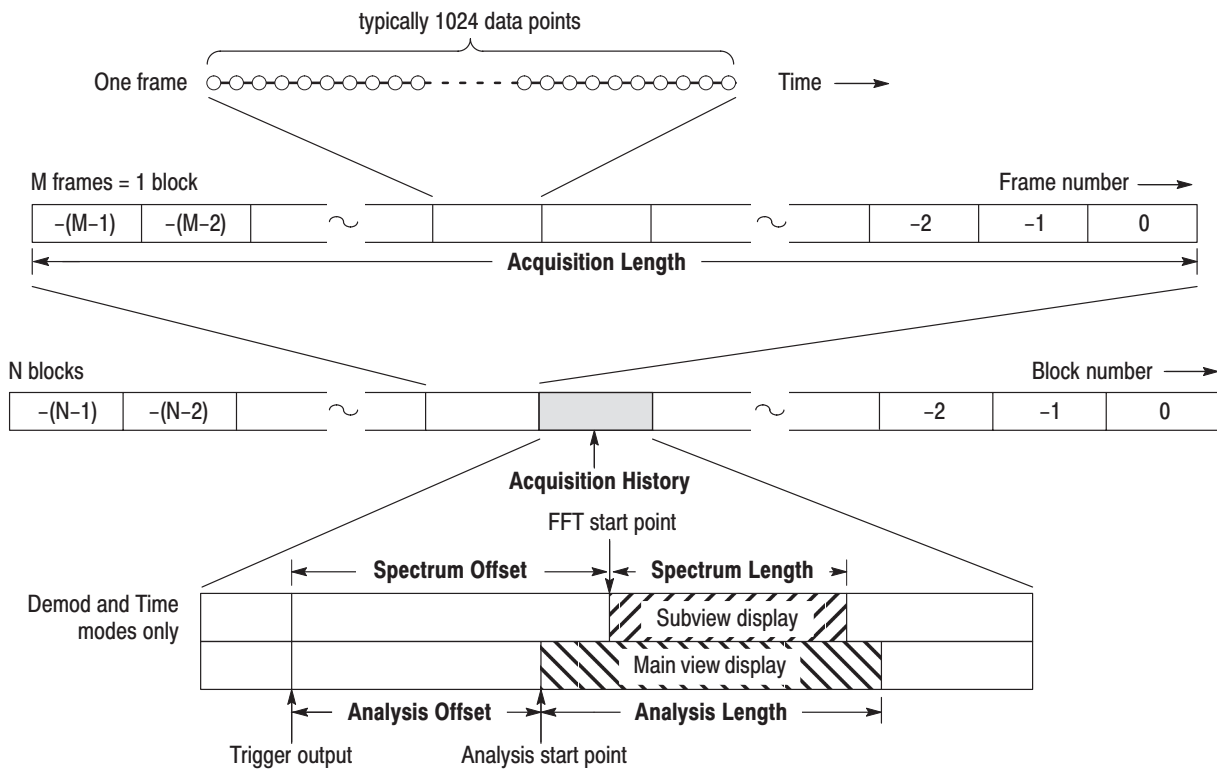 typically 1024 data points
One frame
Time
M frames = 1 block
Frame number
–(M–1) –(M–2) –2 –1 0
Acquisition Length
N blocks
Block number
–(N–1) –(N–2) –2 –1 0
Acquisition History
FFT start point
Spectrum Offset Spectrum Length
Demod and Time
modes only
Subview display
Main view display
Analysis Offset Analysis Length
Trigger output
Analysis start point